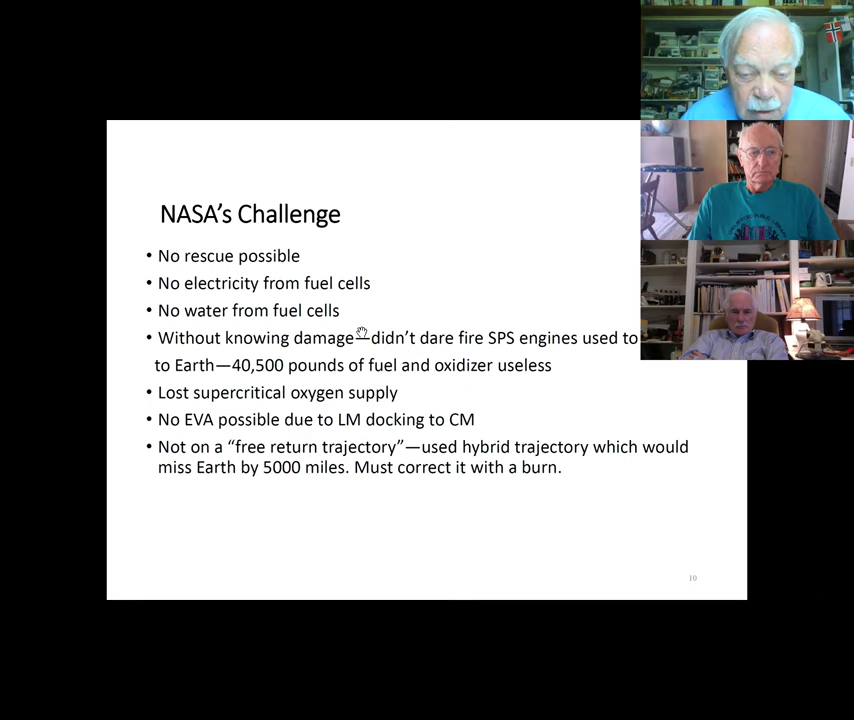 NASA's Challenge
• No rescue possible
• No electricity from fuel cells
• No water from fuel cells
• Without knowing damage—didn't dare fire SPS engines used to
to Earth—40,500 pounds of fuel and oxidizer useless
• Lost supercritical oxygen supply
• No EVA possible due to LM docking to CM
• Not on a “free return trajectory”—used hybrid trajectory which would
miss Earth by 5000 miles. Must correct it with a burn.
10